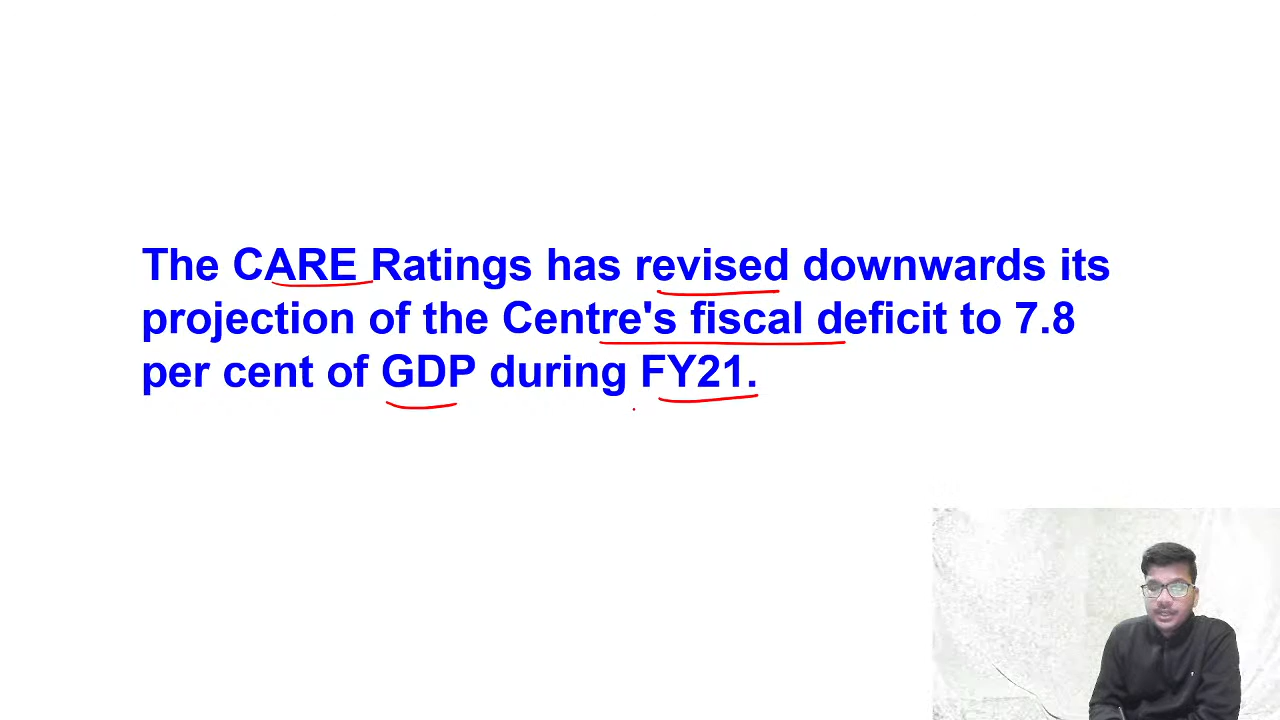 The CARE Ratings has revised downwards its
projection of the Centre's fiscal deficit to 7.8
per cent of GDP during FY21.